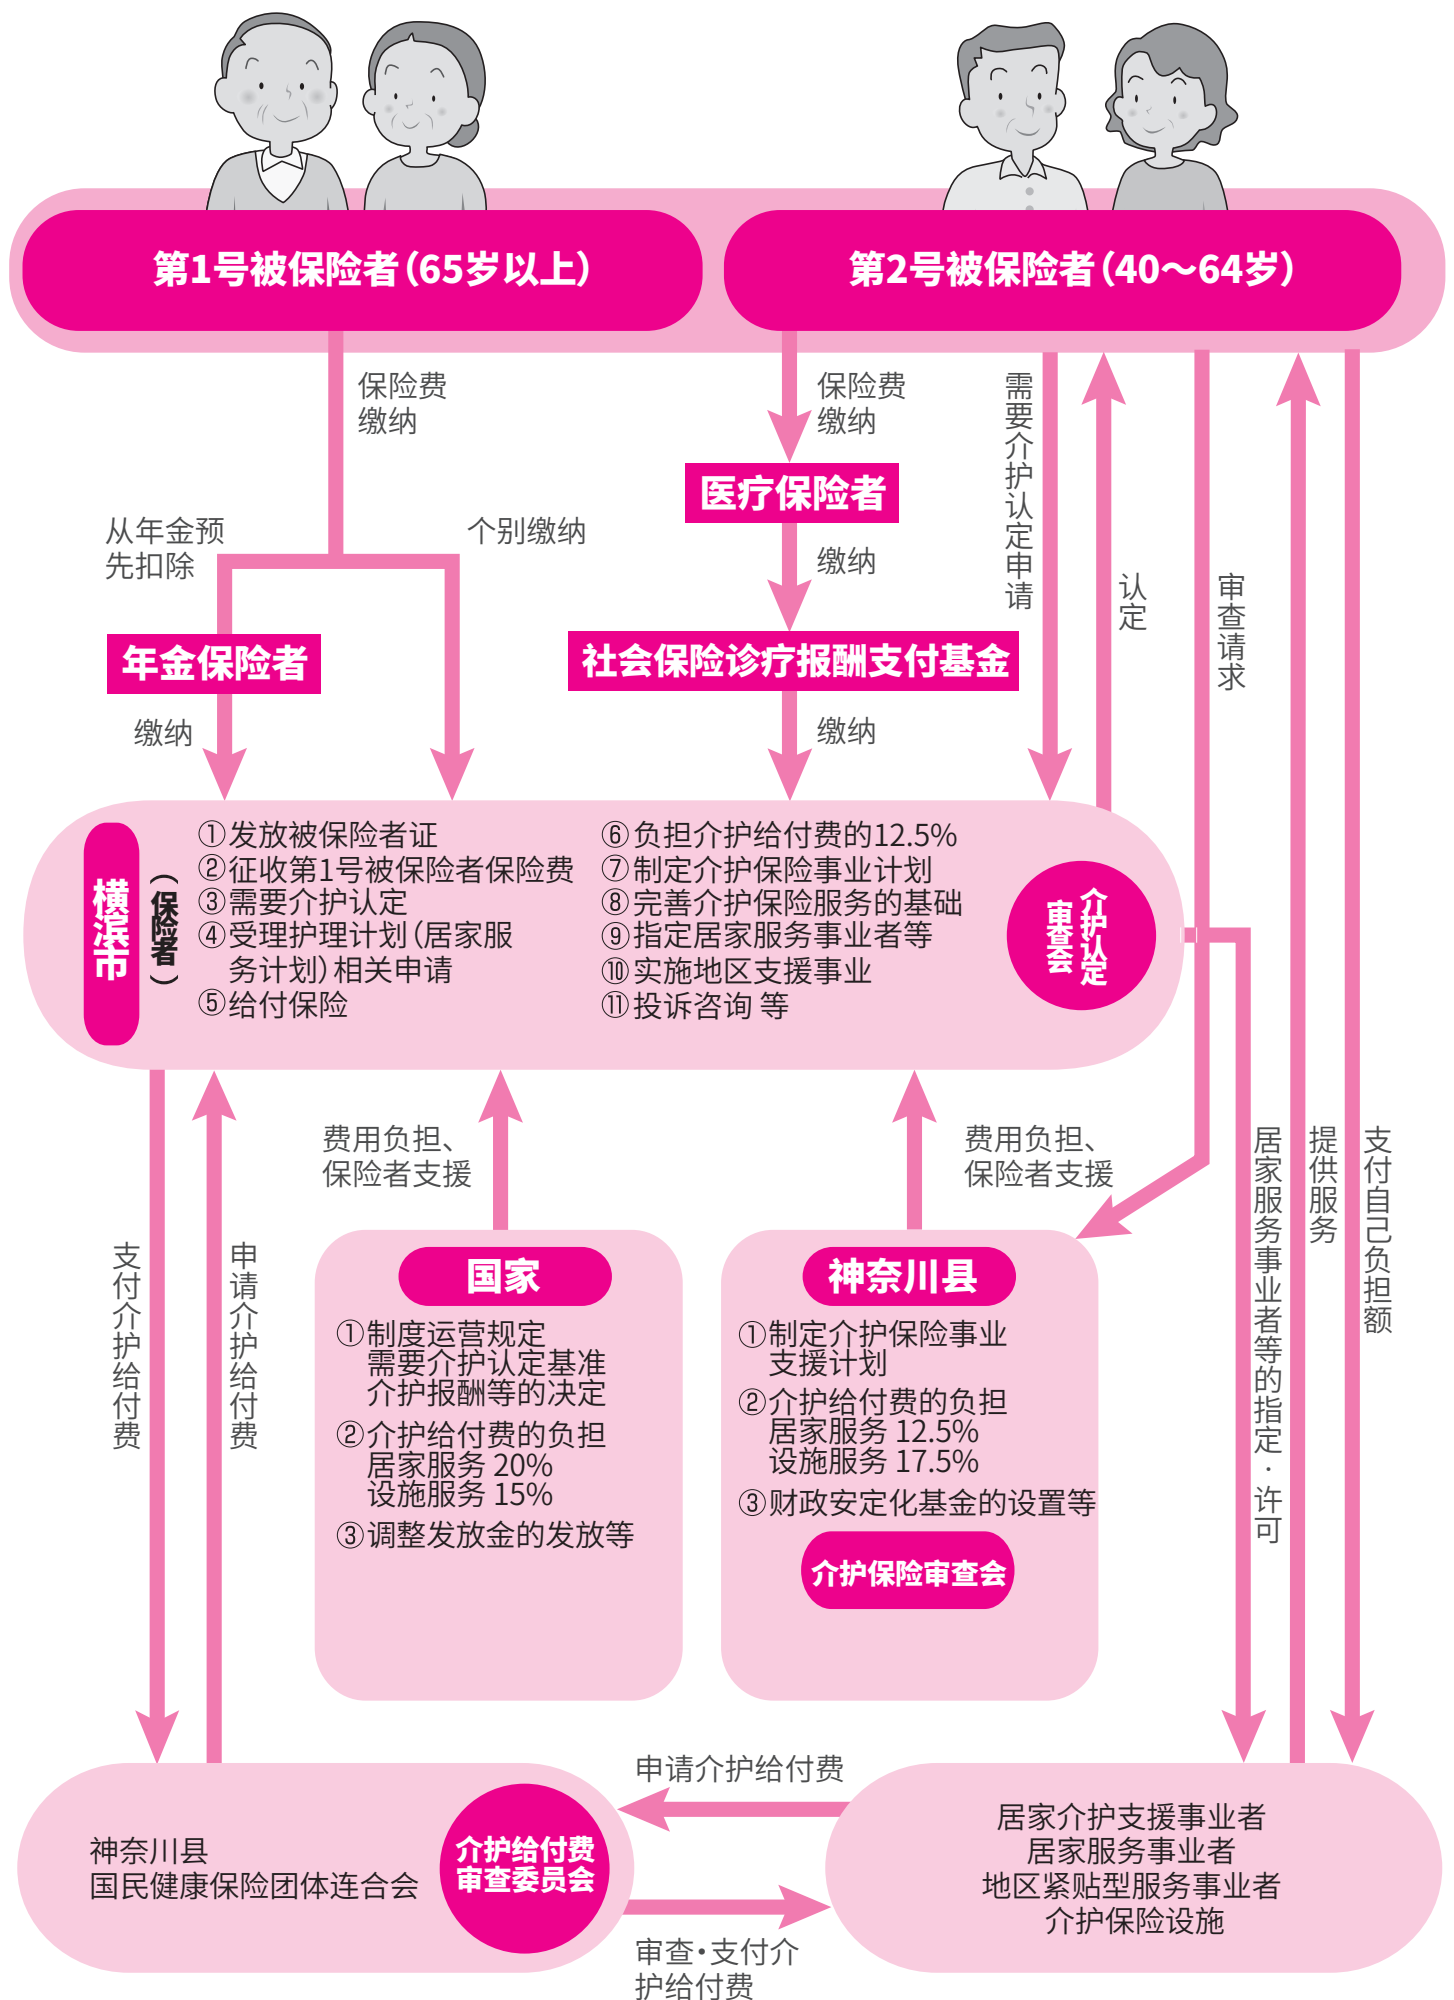 第1号被保险者（65岁以上）
第2号被保险者（40～64岁）
保险费
缴纳
保险费
缴纳
需要介护认定申请
医疗保险者
从年金预
先扣除
个别缴纳
缴纳
认定
审查请求
年金保险者
社会保险诊疗报酬支付基金
缴纳
缴纳
横浜市
（保险者）
①发放被保险者证
②征收第1号被保险者保险费
③需要介护认定
④受理护理计划（居家服
务计划）相关申请
⑤给付保险
⑥负担介护给付费的12.5%
⑦制定介护保险事业计划
⑧完善介护保险服务的基础
⑨指定居家服务事业者等
⑩实施地区支援事业
⑪投诉咨询 等
介护认定
审查会
费用负担、
保险者支援
费用负担、
保险者支援
居家服务事业者等的指定·许可
提供服务
支付自己负担额
支付介护给付费
申请介护给付费
国家
①制度运营规定
需要介护认定基准
介护报酬等的决定
②介护给付费的负担
居家服务 20%
设施服务 15%
③调整发放金的发放等
神奈川县
①制定介护保险事业
支援计划
②介护给付费的负担
居家服务 12.5%
设施服务 17.5%
③财政安定化基金的设置等
介护保险审查会
申请介护给付费
神奈川县
国民健康保险团体连合会
介护给付费
审查委员会
居家介护支援事业者
居家服务事业者
地区紧贴型服务事业者
介护保险设施
审查·支付介
护给付费